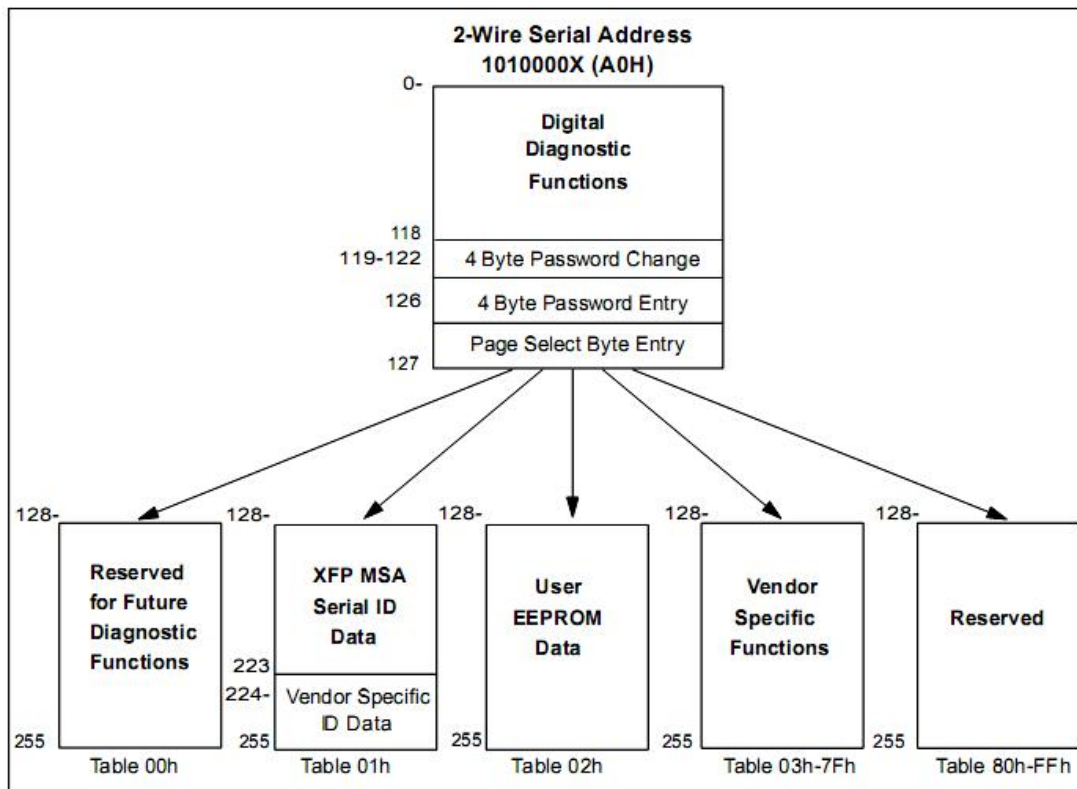 2-Wire Serial Address
1010000X (A0H)
0-
Digital
Diagnostic
Functions
118
119-122
4 Byte Password Change
126
4 Byte Password Entry
Page Select Byte Entry
127
128-
Reserved
for Future
Diagnostic
Functions
255
Table 00h
128-
XFP MSA
Serial ID
Data
223
224-
Vendor Specific
ID Data
255
Table 01h
128-
User
EEPROM
Data
255
Table 02h
128-
Vendor
Specific
Functions
255
Table 03h-7Fh
128-
Reserved
255
Table 80h-FFh